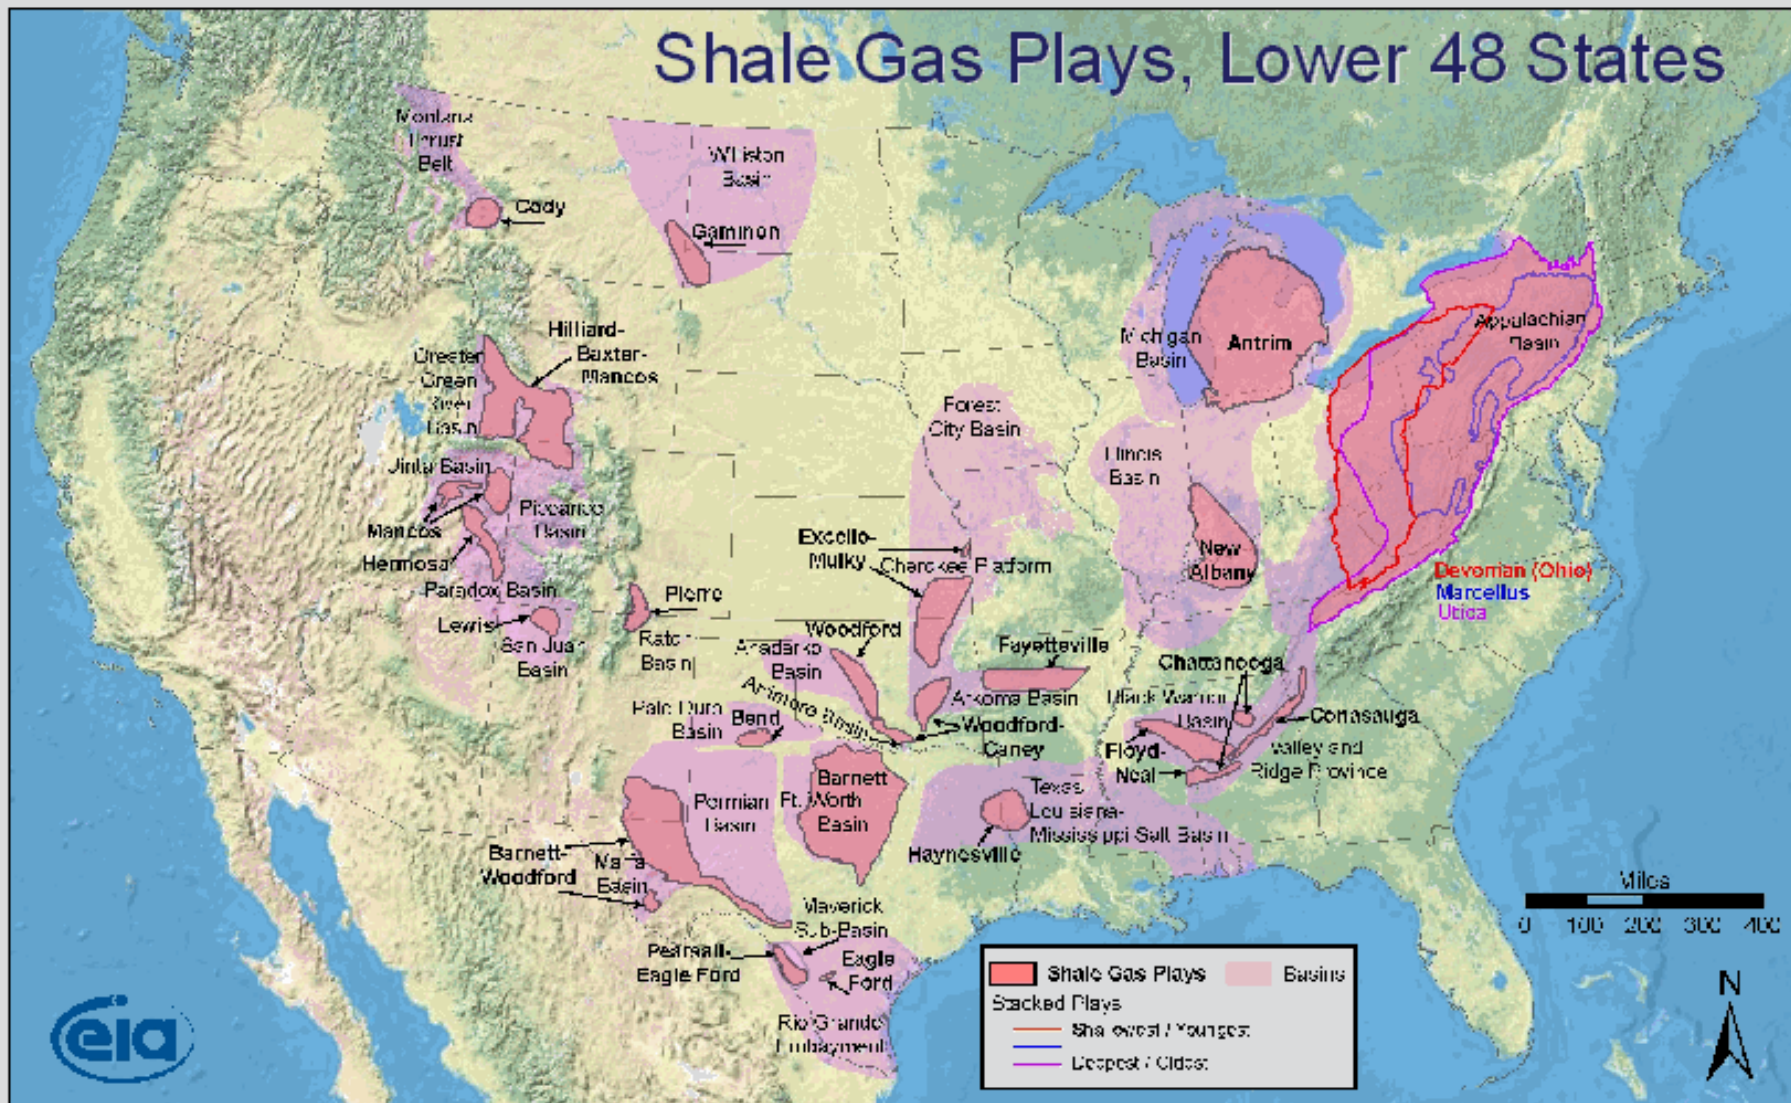 Shale Gas Plays, Lower 48 States
Montana
Thrust
Belt
Williston
Basin
Cody
Gammon
Hilliard-
Baxter-
Mancos
Greater
Green
River
Basin
Michigan
Basin
Antrim
Appalachian
Basin
Forest
City Basin
Illinois
Basin
Uinta Basin
Piceance
Basin
Mancos
Hermosa
Paradox Basin
Excello-
Mulky
Cherokee Platform
New
Albany
Devonian (Ohio)
Marcellus
Utica
Pierre
Lewis
San Juan
Basin
Raton
Basin
Anadarko
Basin
Woodford
Fayetteville
Chattanooga
Arkoma Basin
Black Warrior
Basin
Conasauga
Palo Duro
Basin
Bend
Ardmore Basin
Woodford-
Caney
Floyd-
Neal
Valley and
Ridge Province
Barnett
Permian
Basin
Ft. Worth
Basin
Texas
Louisiana-
Mississippi Salt Basin
Haynesville
Barnett-
Woodford
Marfa
Basin
Maverick
Sub-Basin
Pearsall-
Eagle Ford
Eagle
Ford
Rio Grande
Embayment
Miles
0 100 200 300 400
Shale Gas Plays
Basins
Stacked Plays
Shallowest / Youngest
Deepest / Oldest
N
eia